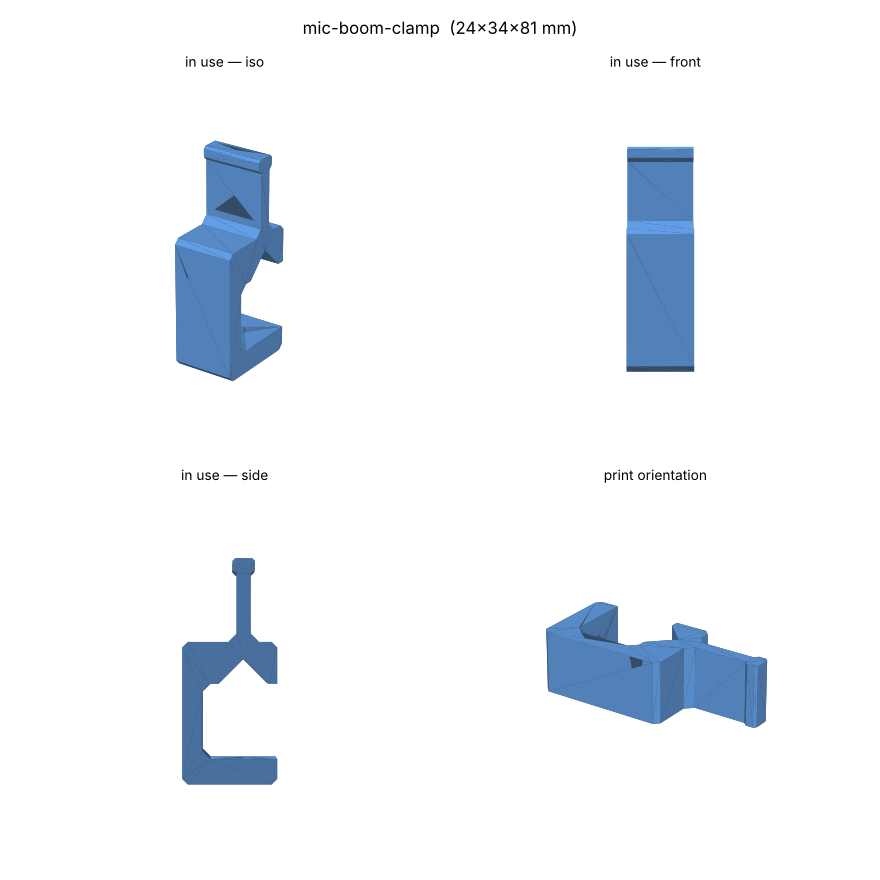 mic-boom-clamp (24×34×81 mm)
in use — iso
in use — front
in use — side
print orientation